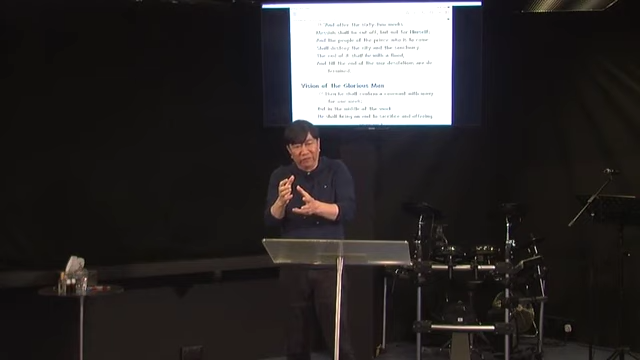 And after the sixty two weeks
Messiah shall be cut off, but not for Himself;
And the people of the prince who is to come
Shall destroy the city and the sanctuary.
The end of it shall be with a flood,
And till the end of the war desolations are de
termined.
Vision of the Glorious Man
Then he shall confirm a covenant with many
for one week;
But in the middle of the week
He shall bring an end to sacrifice and offering